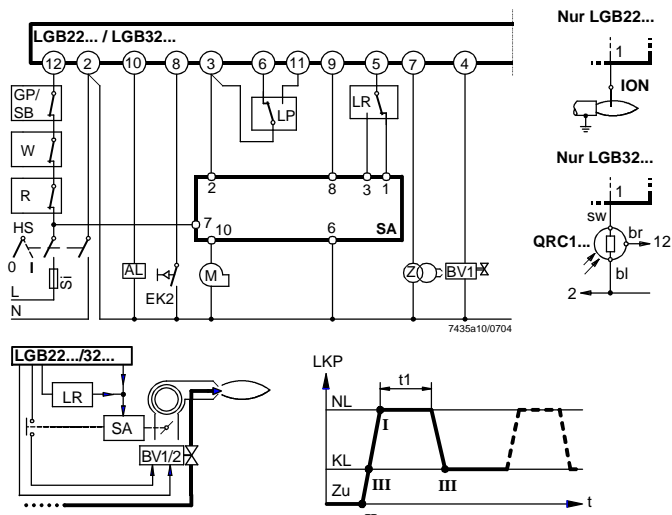 LGB22... / LGB32...
12 2 10 8 3 6 11 9 5 7 4
GP/
SB
W
R
HS
0 I
Si
L
N
LP
LR
2 8 3 1
7
10 6
SA
AL
EK2
M
Z
BV1
7435a10/0704
Nur LGB22...
1
ION
Nur LGB32...
1
sw
br
QRC1...
12
bl
2
LGB22.../32...
LR
SA
BV1/2
LKP
NL
t1
I
KL
III
III
Zu
t